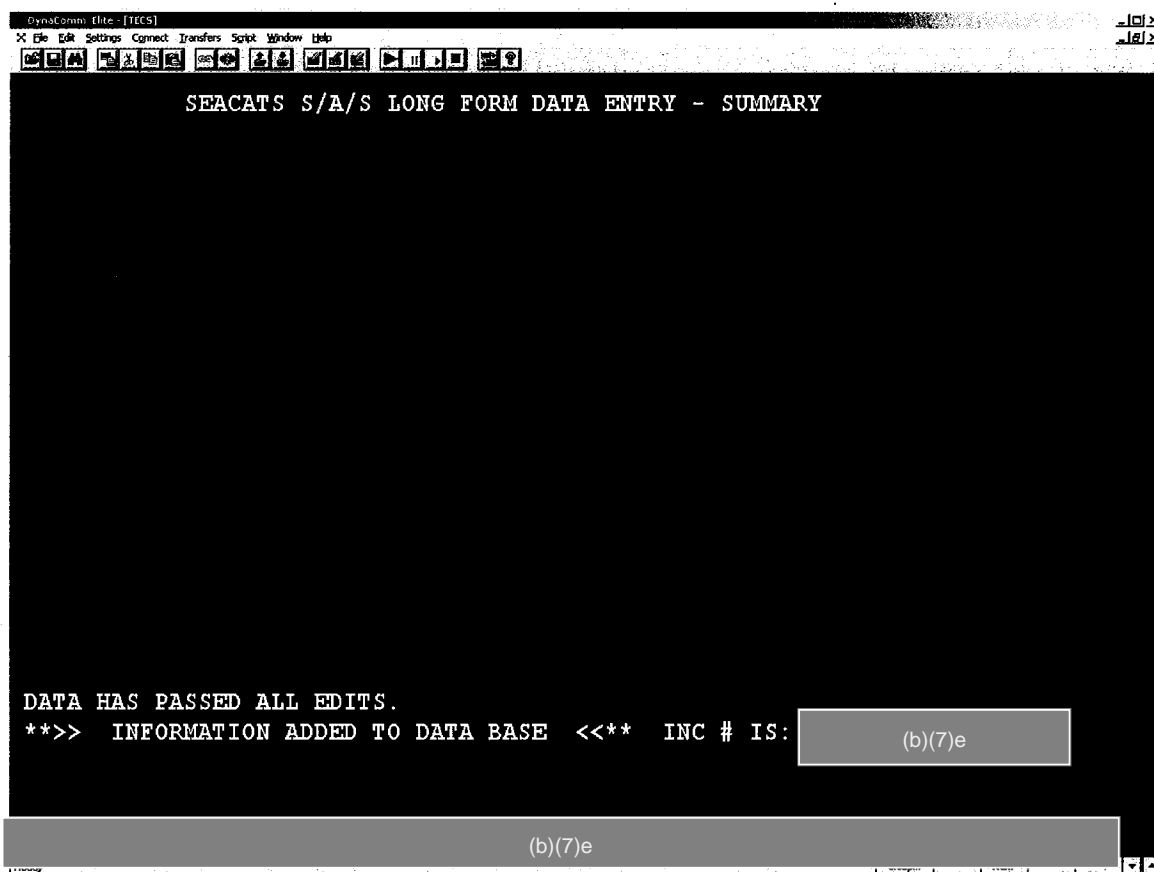 DynaComm Elite - [TECS]
File Edit Settings Connect Transfers Script Window Help
SEACATS S/A/S LONG FORM DATA ENTRY - SUMMARY
DATA HAS PASSED ALL EDITS.
**>> INFORMATION ADDED TO DATA BASE <<** INC # IS: (b)(7)e
(b)(7)e